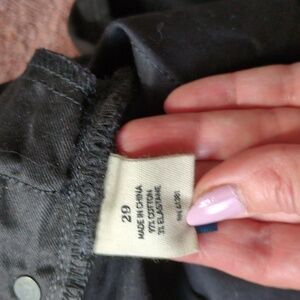 29
MADE IN CHINA
97% COTTON
3% ELASTANE